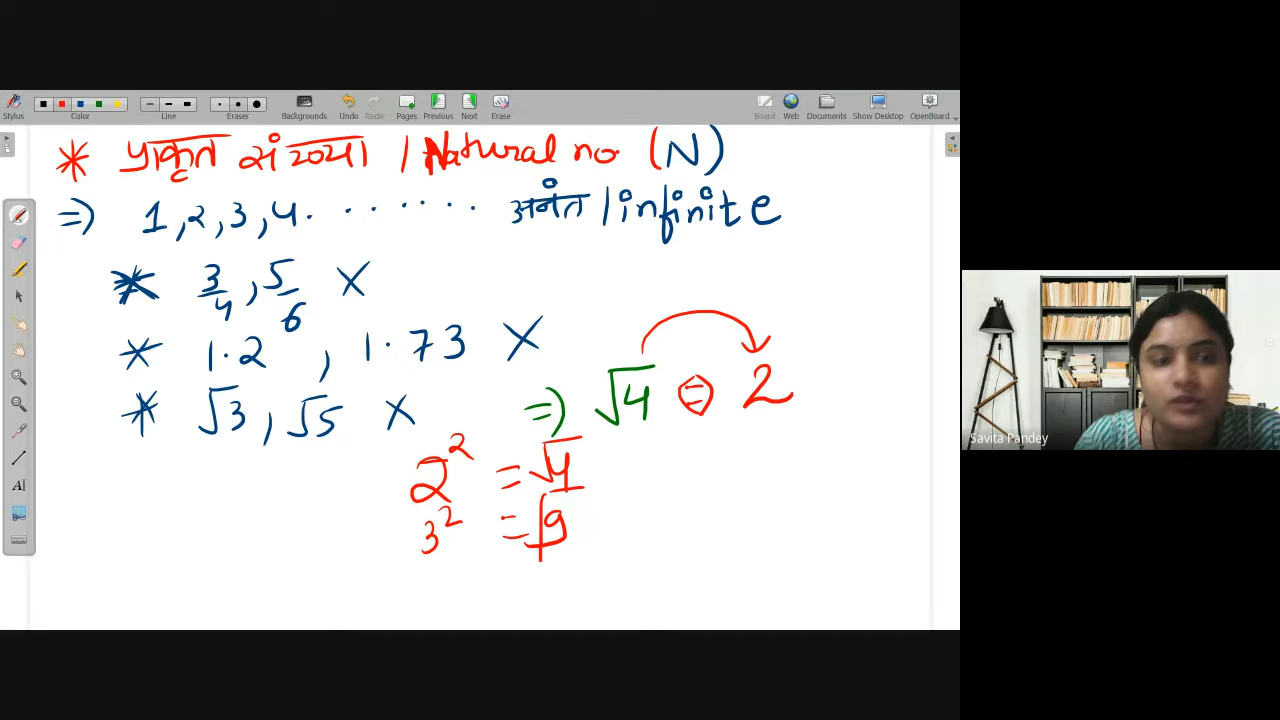 Stylus Color Line Eraser Backgrounds Undo Redo Pages Previous Next Erase Board Web Documents Show Desktop OpenBoard
* प्राकृत संख्या / Natural no (N)
=> 1, 2, 3, 4. . . . . . . . अनंत / infinite
* 3/4, 5/6 X
* 1.2, 1.73 X
* √3, √5 X => √4 = 2
2² = √4
3² = √9
Savita Pandey